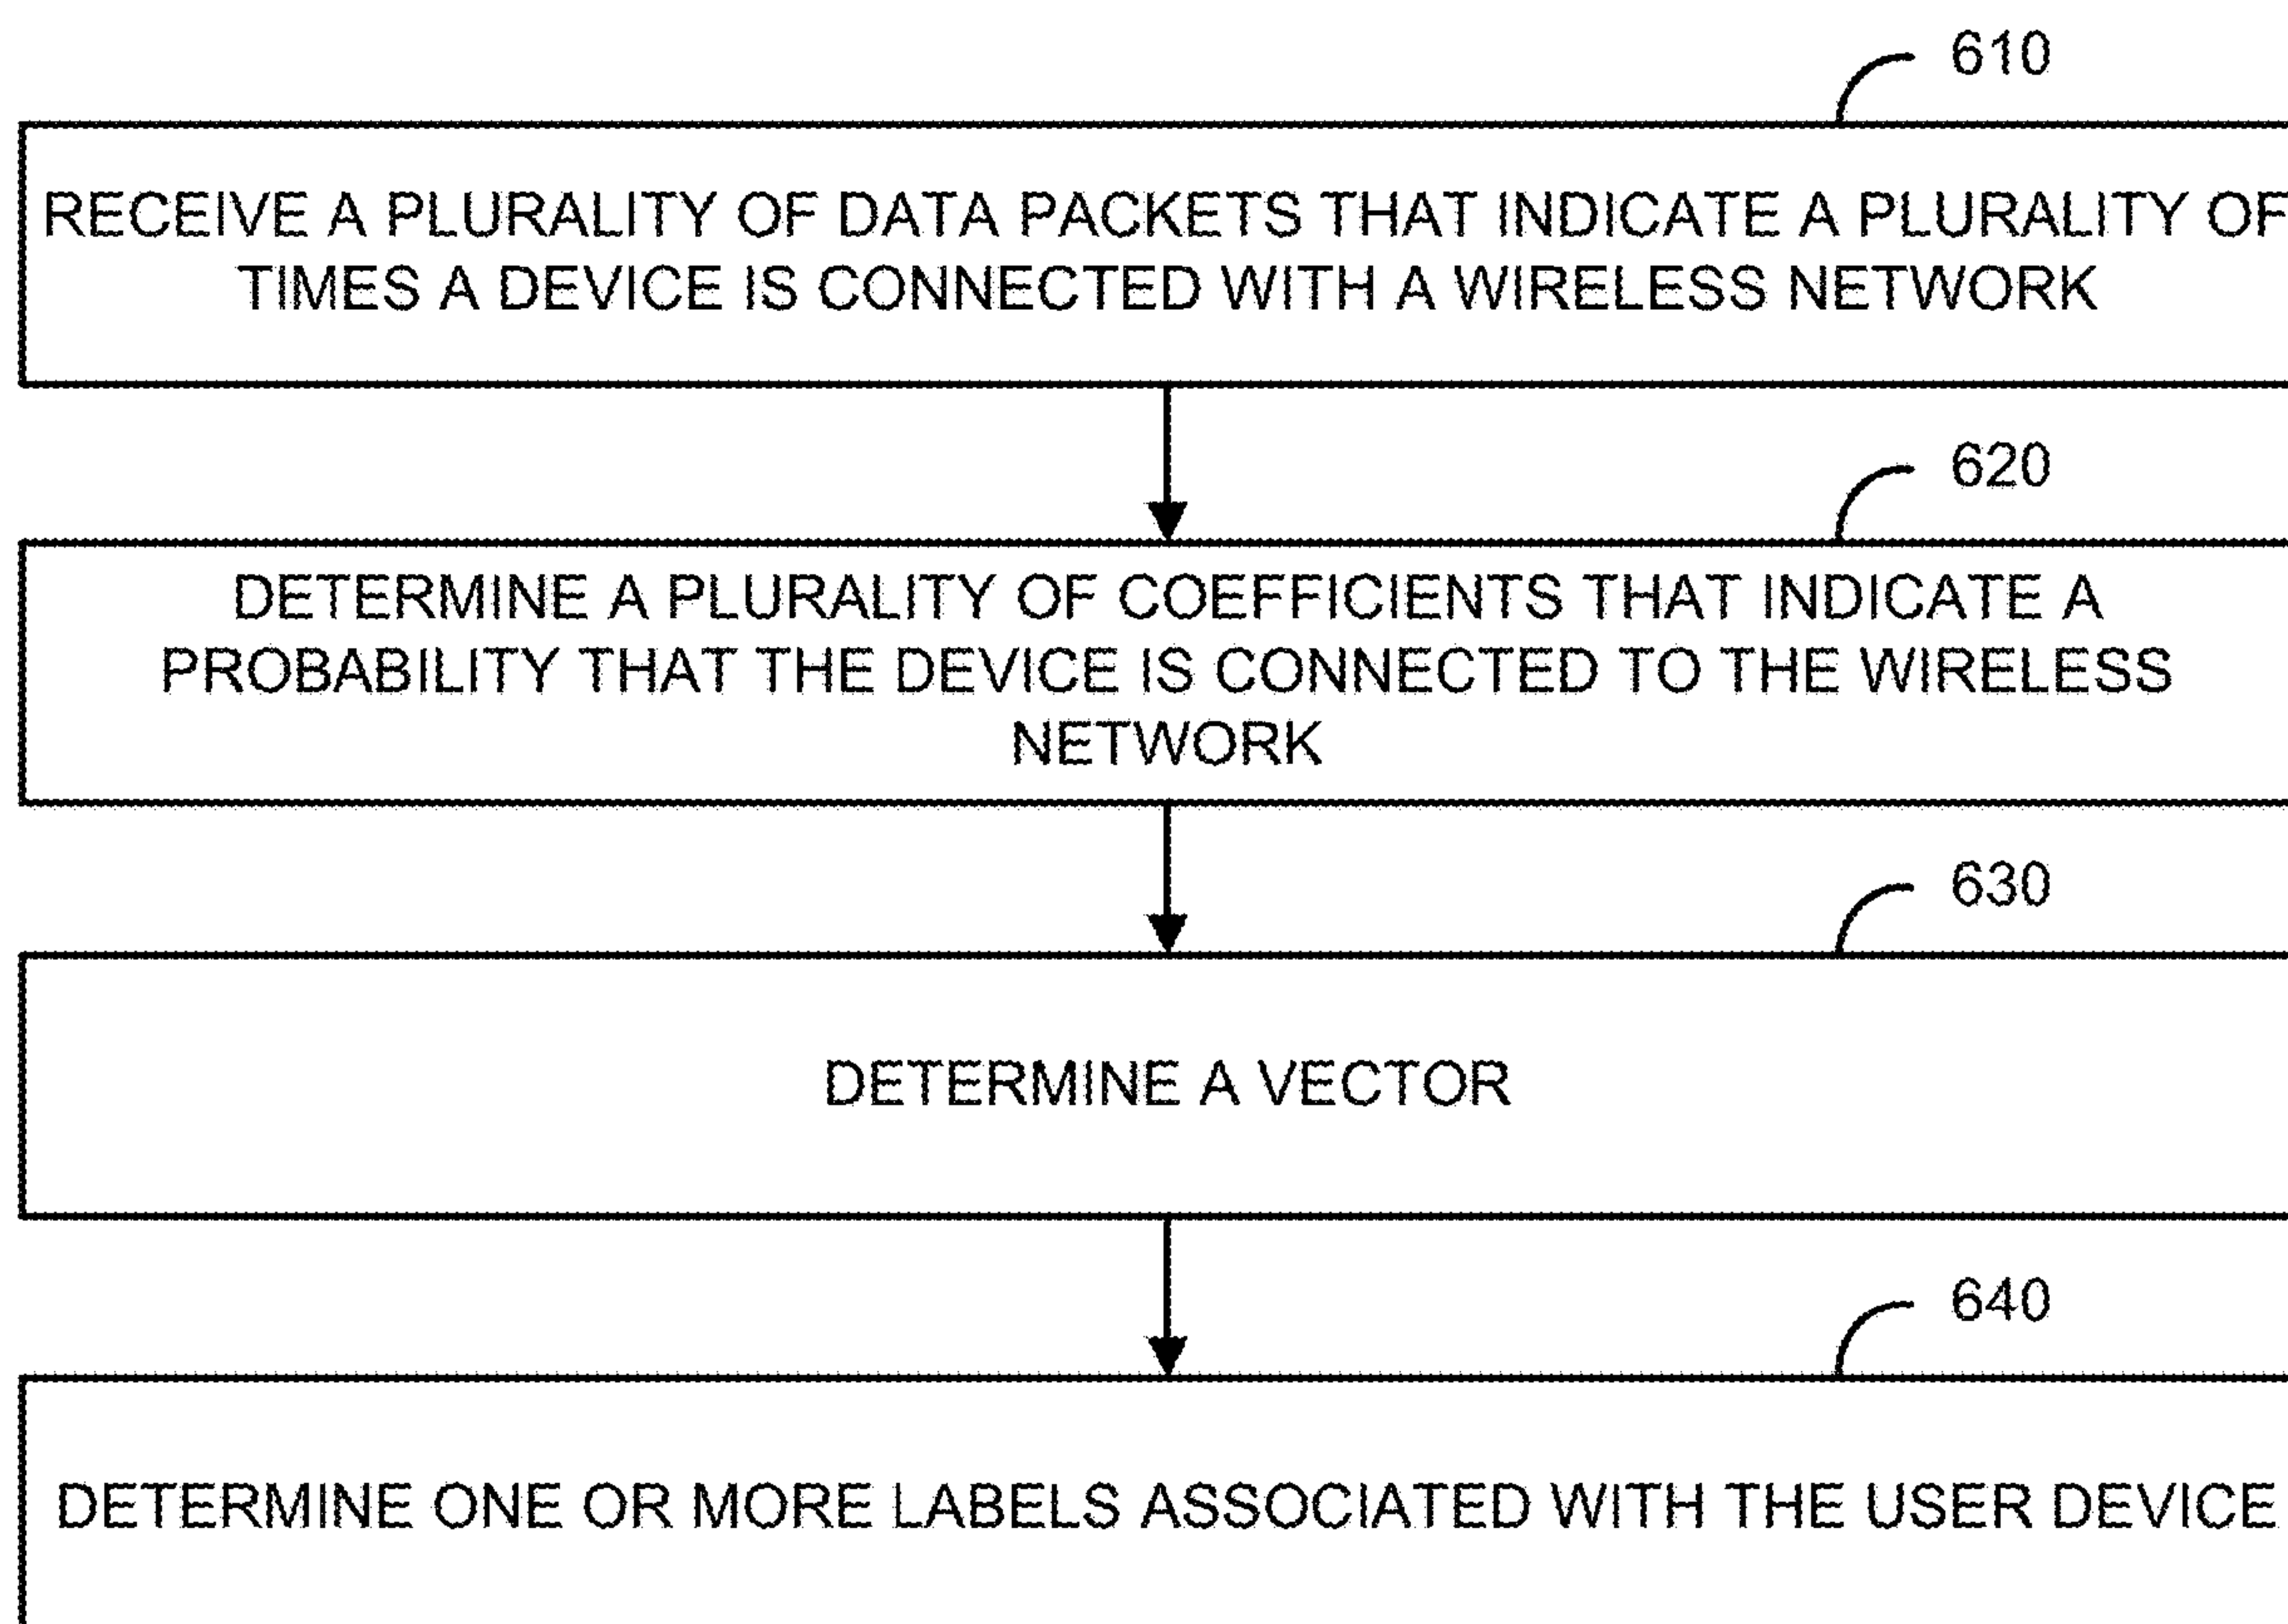 610
RECEIVE A PLURALITY OF DATA PACKETS THAT INDICATE A PLURALITY OF
TIMES A DEVICE IS CONNECTED WITH A WIRELESS NETWORK
620
DETERMINE A PLURALITY OF COEFFICIENTS THAT INDICATE A
PROBABILITY THAT THE DEVICE IS CONNECTED TO THE WIRELESS
NETWORK
630
DETERMINE A VECTOR
640
DETERMINE ONE OR MORE LABELS ASSOCIATED WITH THE USER DEVICE